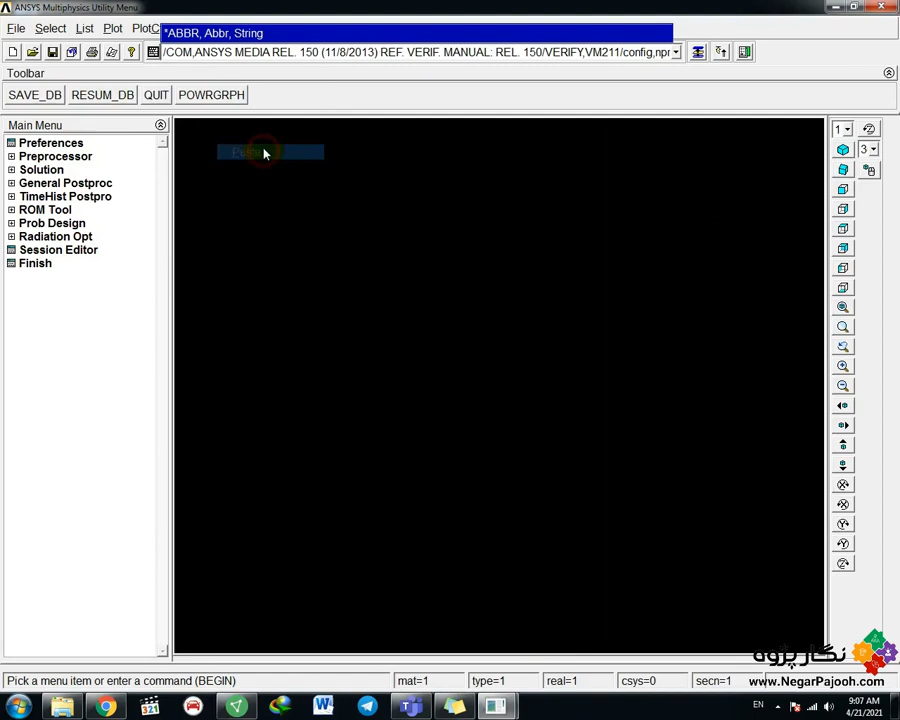 ANSYS Multiphysics Utility Menu
File Select List Plot PlotC
*ABBR, Abbr, String
/COM,ANSYS MEDIA REL. 150 (11/8/2013) REF. VERIF. MANUAL: REL. 150/VERIFY,VM211/config,npr
Toolbar
SAVE_DB RESUM_DB QUIT POWRGRPH
Main Menu
Preferences
Preprocessor
Solution
General Postproc
TimeHist Postpro
ROM Tool
Prob Design
Radiation Opt
Session Editor
Finish
1
3
نگار پژوه
www.NegarPajooh.com
Pick a menu item or enter a command (BEGIN) mat=1 type=1 real=1 csys=0 secn=1
321
EN
9:07 AM
4/21/2021